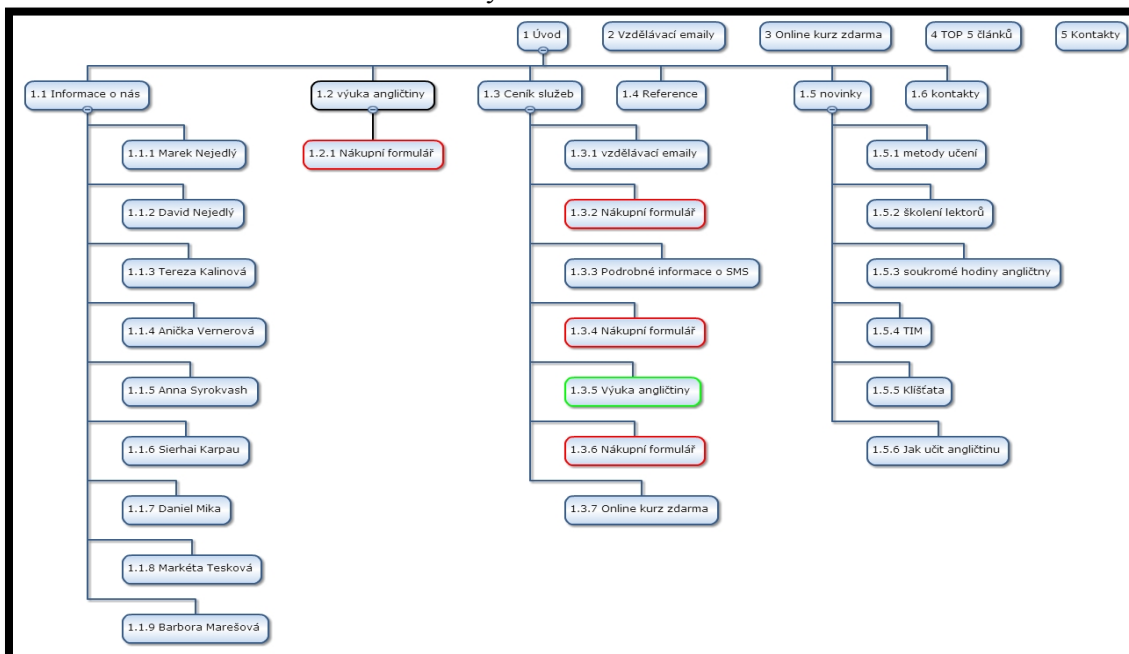 1 Úvod
2 Vzdělávací emaily
3 Online kurz zdarma
4 TOP 5 článků
5 Kontakty
1.1 Informace o nás
1.2 výuka angličtiny
1.3 Ceník služeb
1.4 Reference
1.5 novinky
1.6 kontakty
1.1.1 Marek Nejedlý
1.1.2 David Nejedlý
1.1.3 Tereza Kalinová
1.1.4 Anička Vernerová
1.1.5 Anna Syrokvash
1.1.6 Sierhai Karpau
1.1.7 Daniel Mika
1.1.8 Markéta Tesková
1.1.9 Barbora Marešová
1.2.1 Nákupní formulář
1.3.1 vzdělávací emaily
1.3.2 Nákupní formulář
1.3.3 Podrobné informace o SMS
1.3.4 Nákupní formulář
1.3.5 Výuka angličtiny
1.3.6 Nákupní formulář
1.3.7 Online kurz zdarma
1.5.1 metody učení
1.5.2 školení lektorů
1.5.3 soukromé hodiny angličtny
1.5.4 TIM
1.5.5 Klíšťata
1.5.6 Jak učit angličtinu